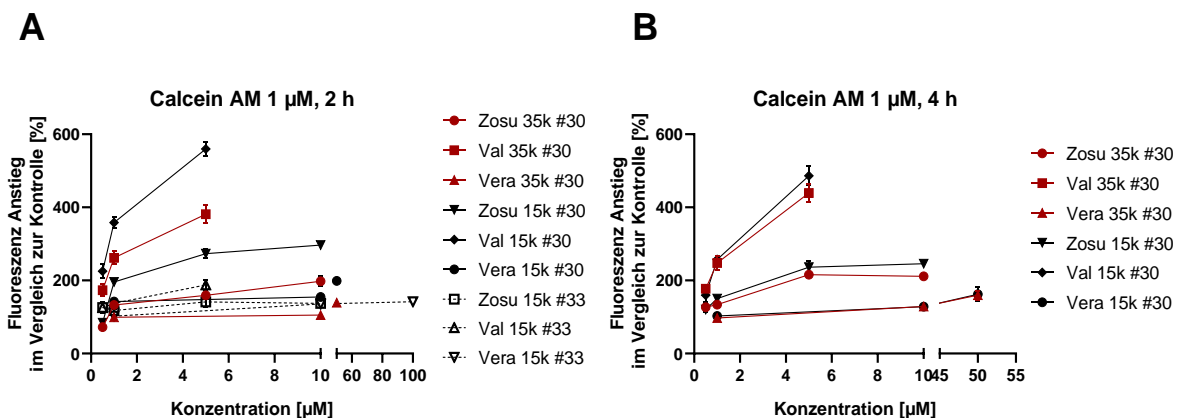 A
Calcein AM 1 µM, 2 h
Fluoreszenz Anstieg
im Vergleich zur Kontrolle [%]
600
400
200
0
0 2 4 6 8 10 60 80 100
Konzentration [µM]
Zosu 35k #30
Val 35k #30
Vera 35k #30
Zosu 15k #30
Val 15k #30
Vera 15k #30
Zosu 15k #33
Val 15k #33
Vera 15k #33
B
Calcein AM 1 µM, 4 h
Fluoreszenz Anstieg
im Vergleich zur Kontrolle [%]
600
400
200
0
0 2 4 6 8 10 45 50 55
Konzentration [µM]
Zosu 35k #30
Val 35k #30
Vera 35k #30
Zosu 15k #30
Val 15k #30
Vera 15k #30